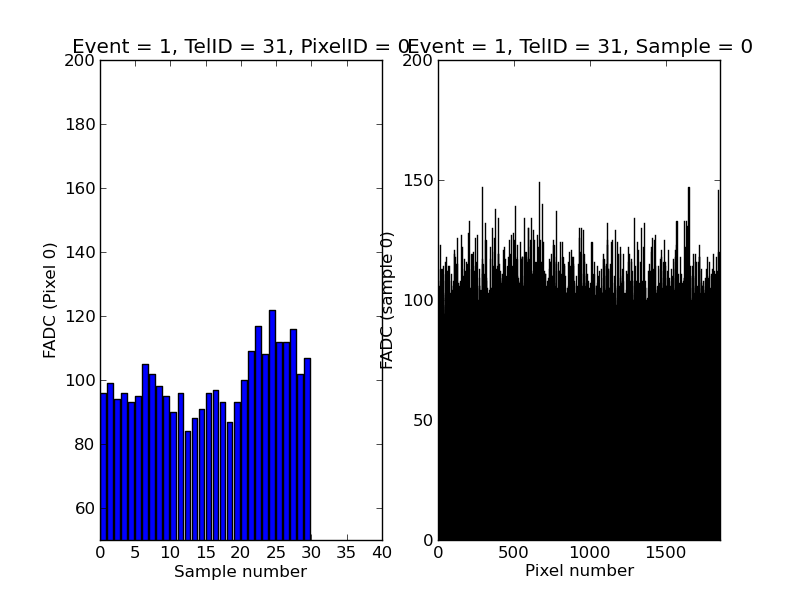 Event = 1, TelID = 31, PixelID = 0
200
180
160
140
120
100
80
60
FADC (Pixel 0)
0 5 10 15 20 25 30 35 40
Sample number
Event = 1, TelID = 31, Sample = 0
200
150
100
50
0
FADC (sample 0)
0 500 1000 1500
Pixel number